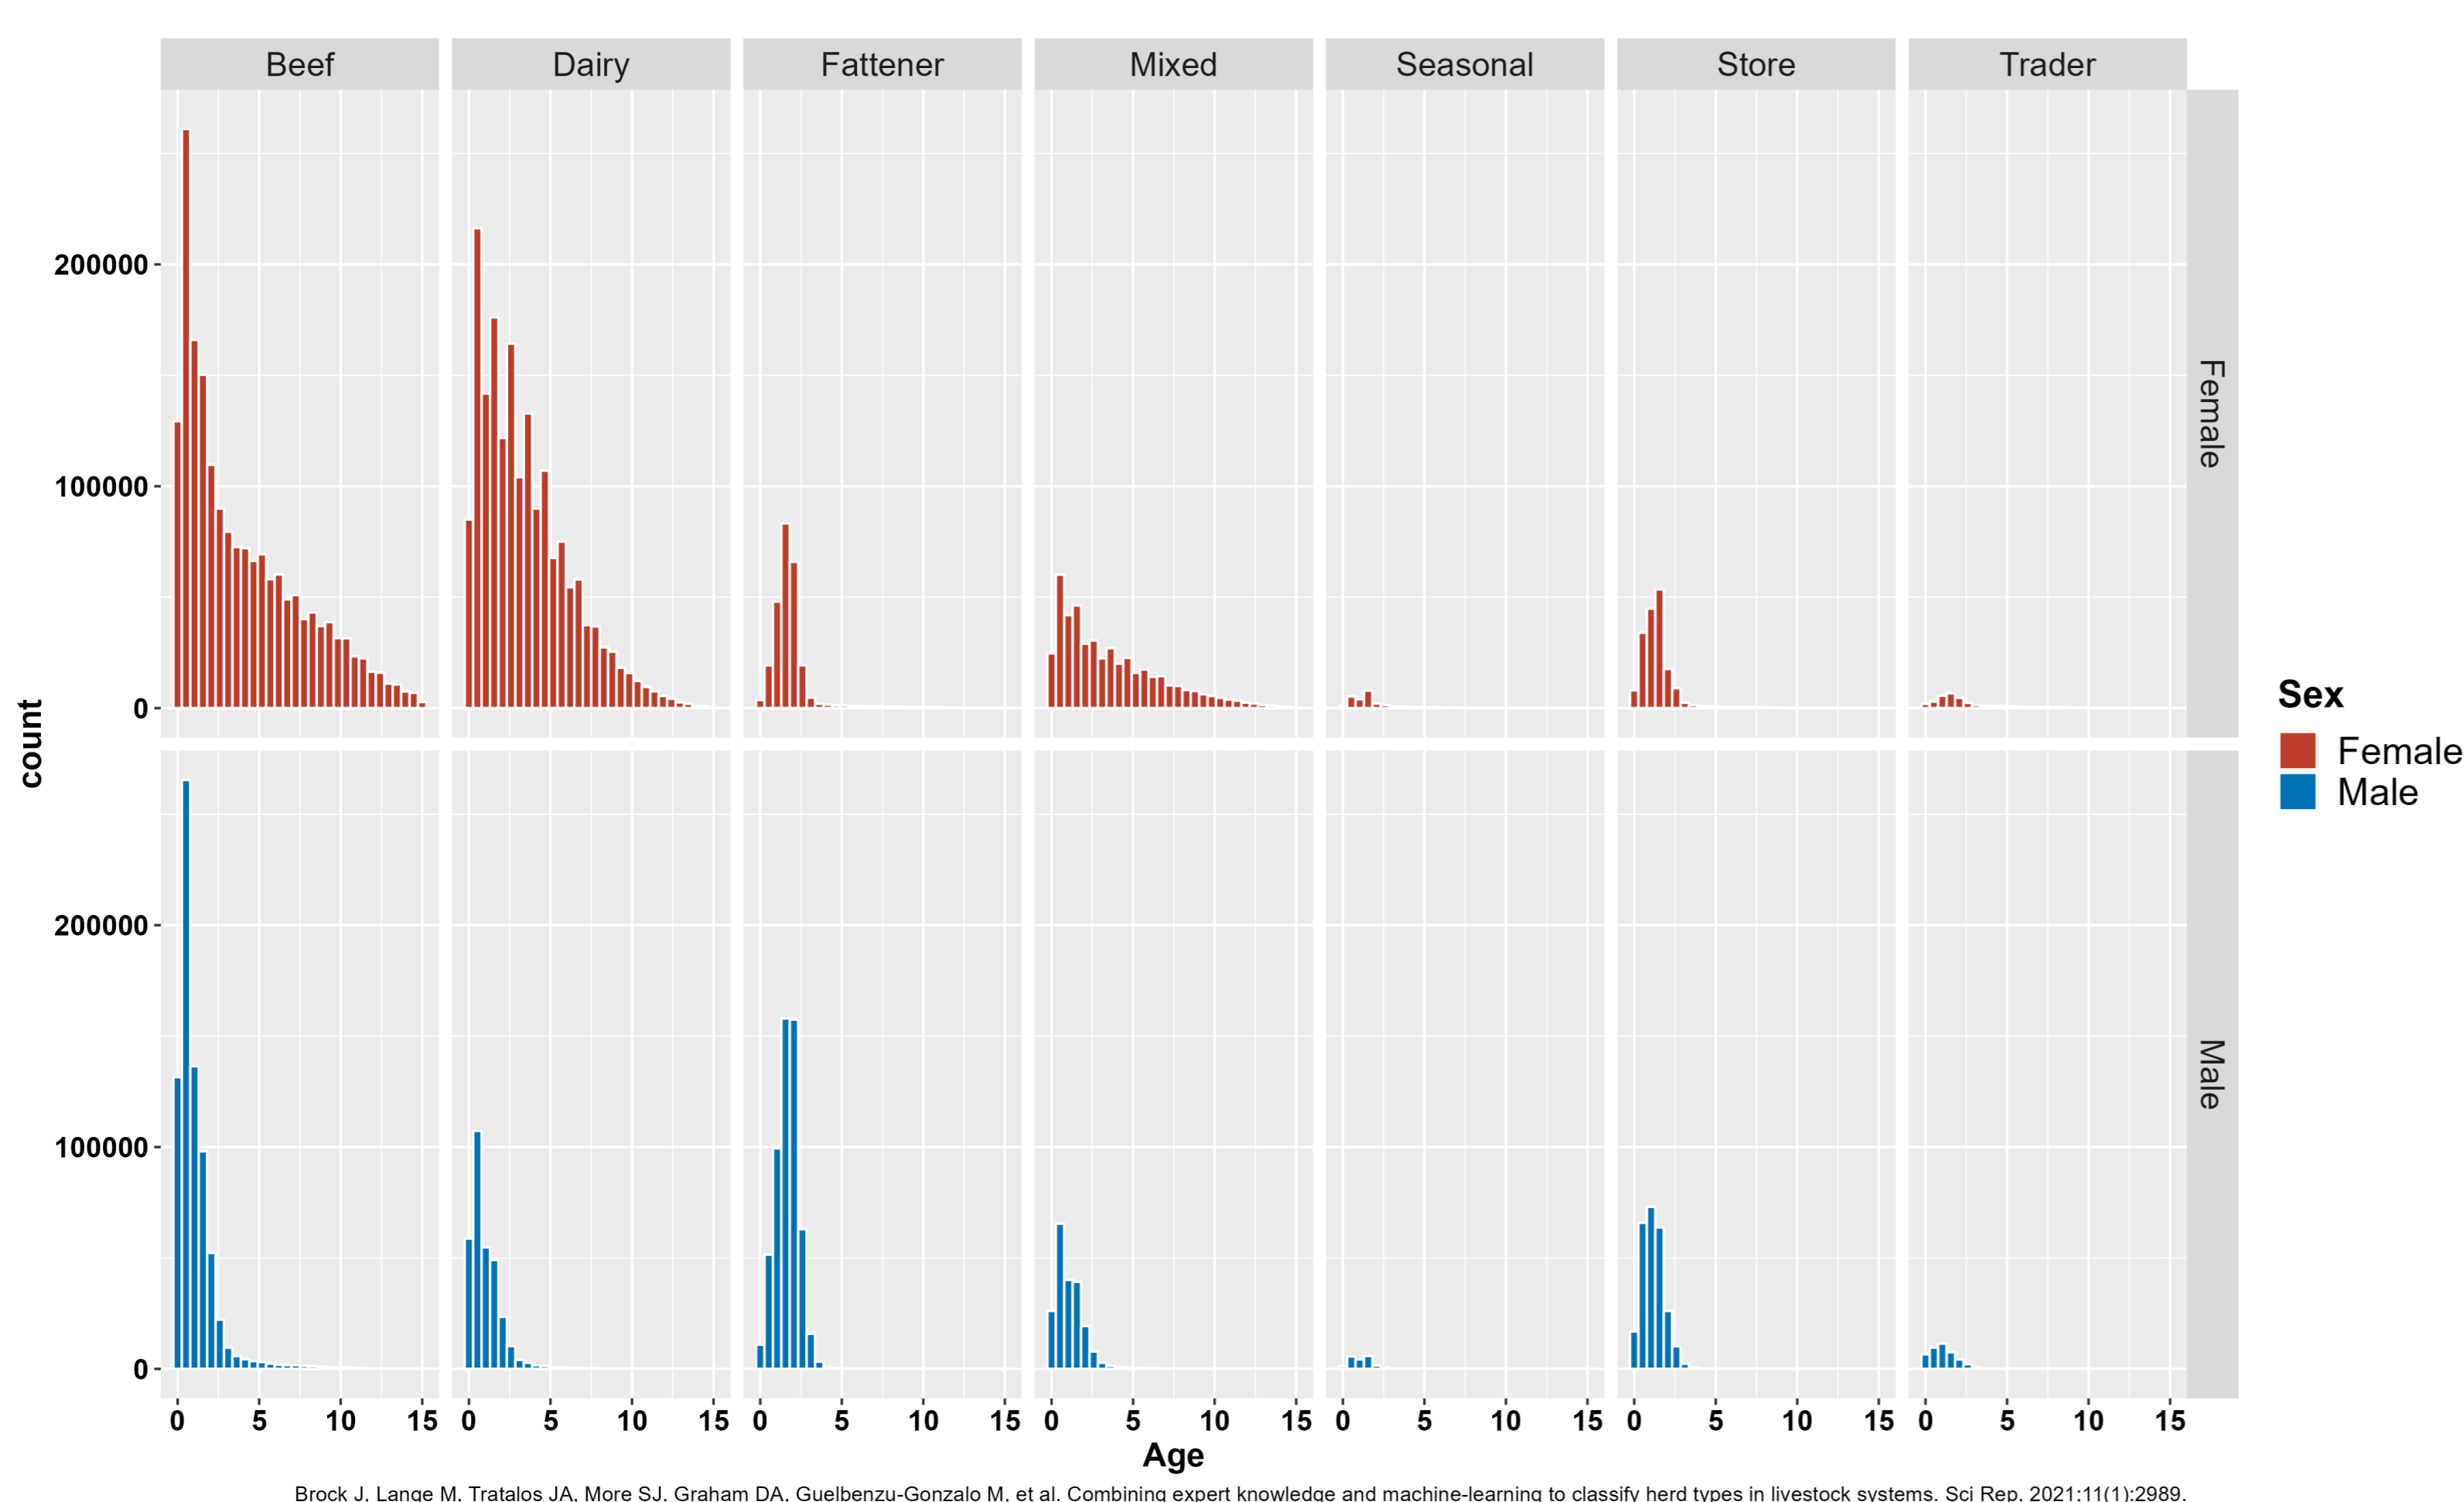 Beef Dairy Fattener Mixed Seasonal Store Trader
200000
100000
0
Female
count
200000
100000
0
Male
0 5 10 15 0 5 10 15 0 5 10 15 0 5 10 15 0 5 10 15 0 5 10 15 0 5 10 15
Age
Sex
Female
Male
Brock J, Lange M, Tratalos JA, More SJ, Graham DA, Guelbenzu-Gonzalo M, et al. Combining expert knowledge and machine-learning to classify herd types in livestock systems. Sci Rep. 2021;11(1):2989.